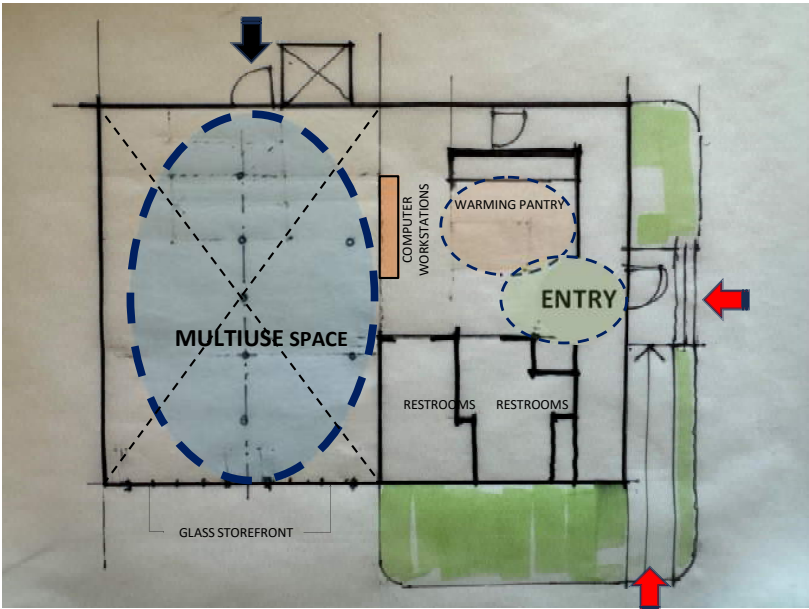 WARMING PANTRY
COMPUTER
WORKSTATIONS
ENTRY
MULTIUSE SPACE
RESTROOMS
RESTROOMS
GLASS STOREFRONT